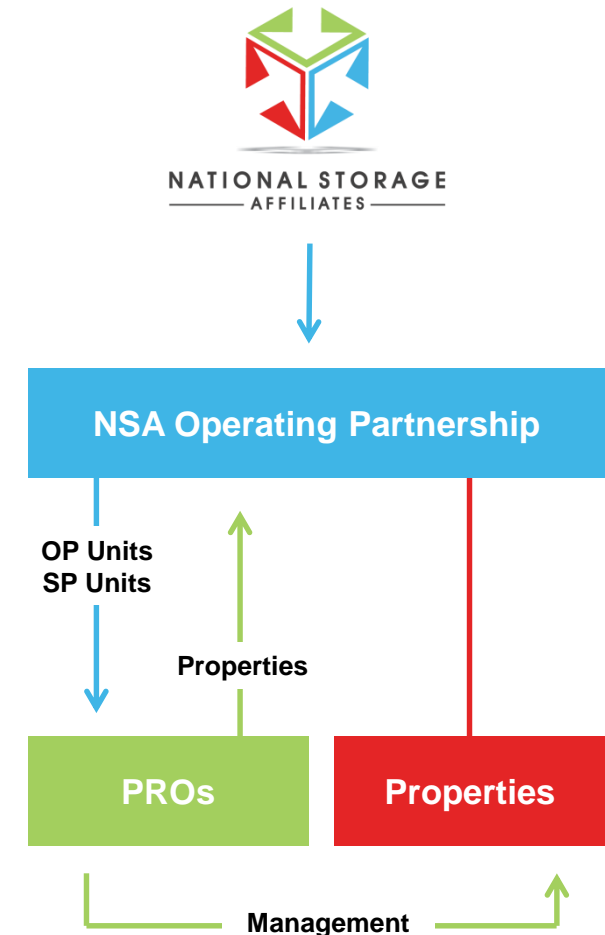 NATIONAL STORAGE
AFFILIATES
NSA Operating Partnership
OP Units
SP Units
Properties
PROs
Properties
Management